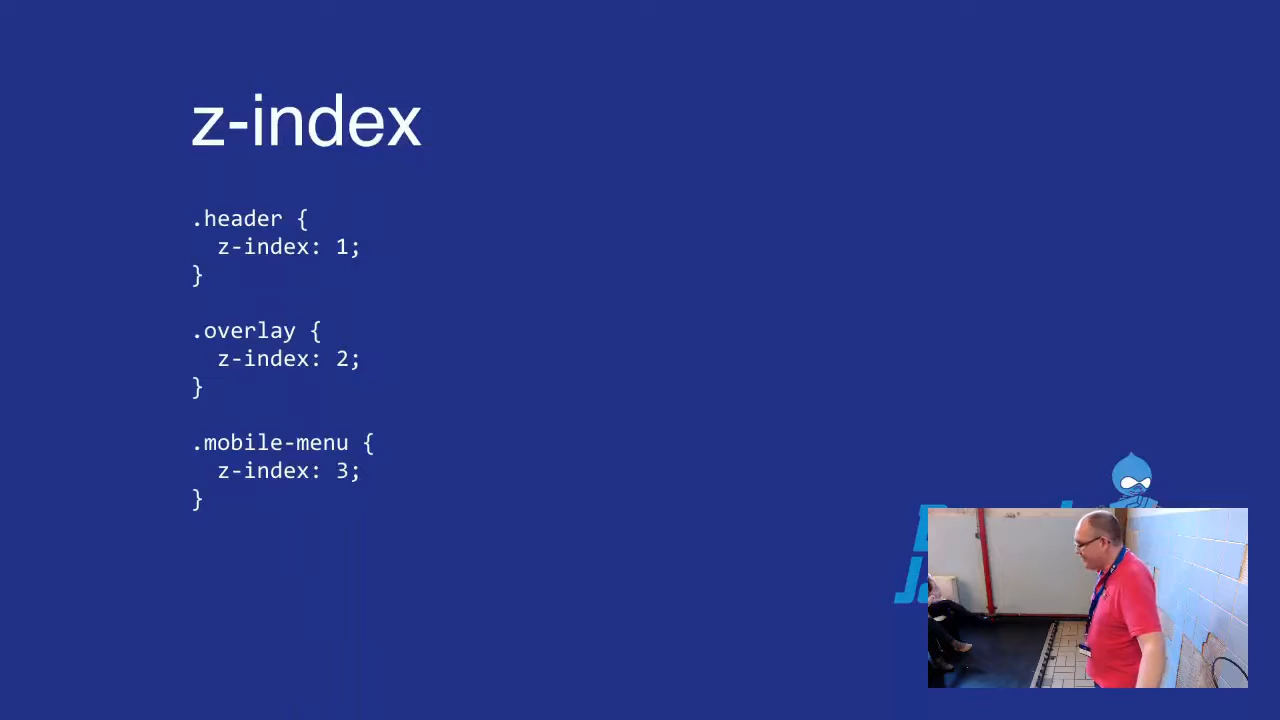 z-index
.header {
  z-index: 1;
}
.overlay {
  z-index: 2;
}
.mobile-menu {
  z-index: 3;
}